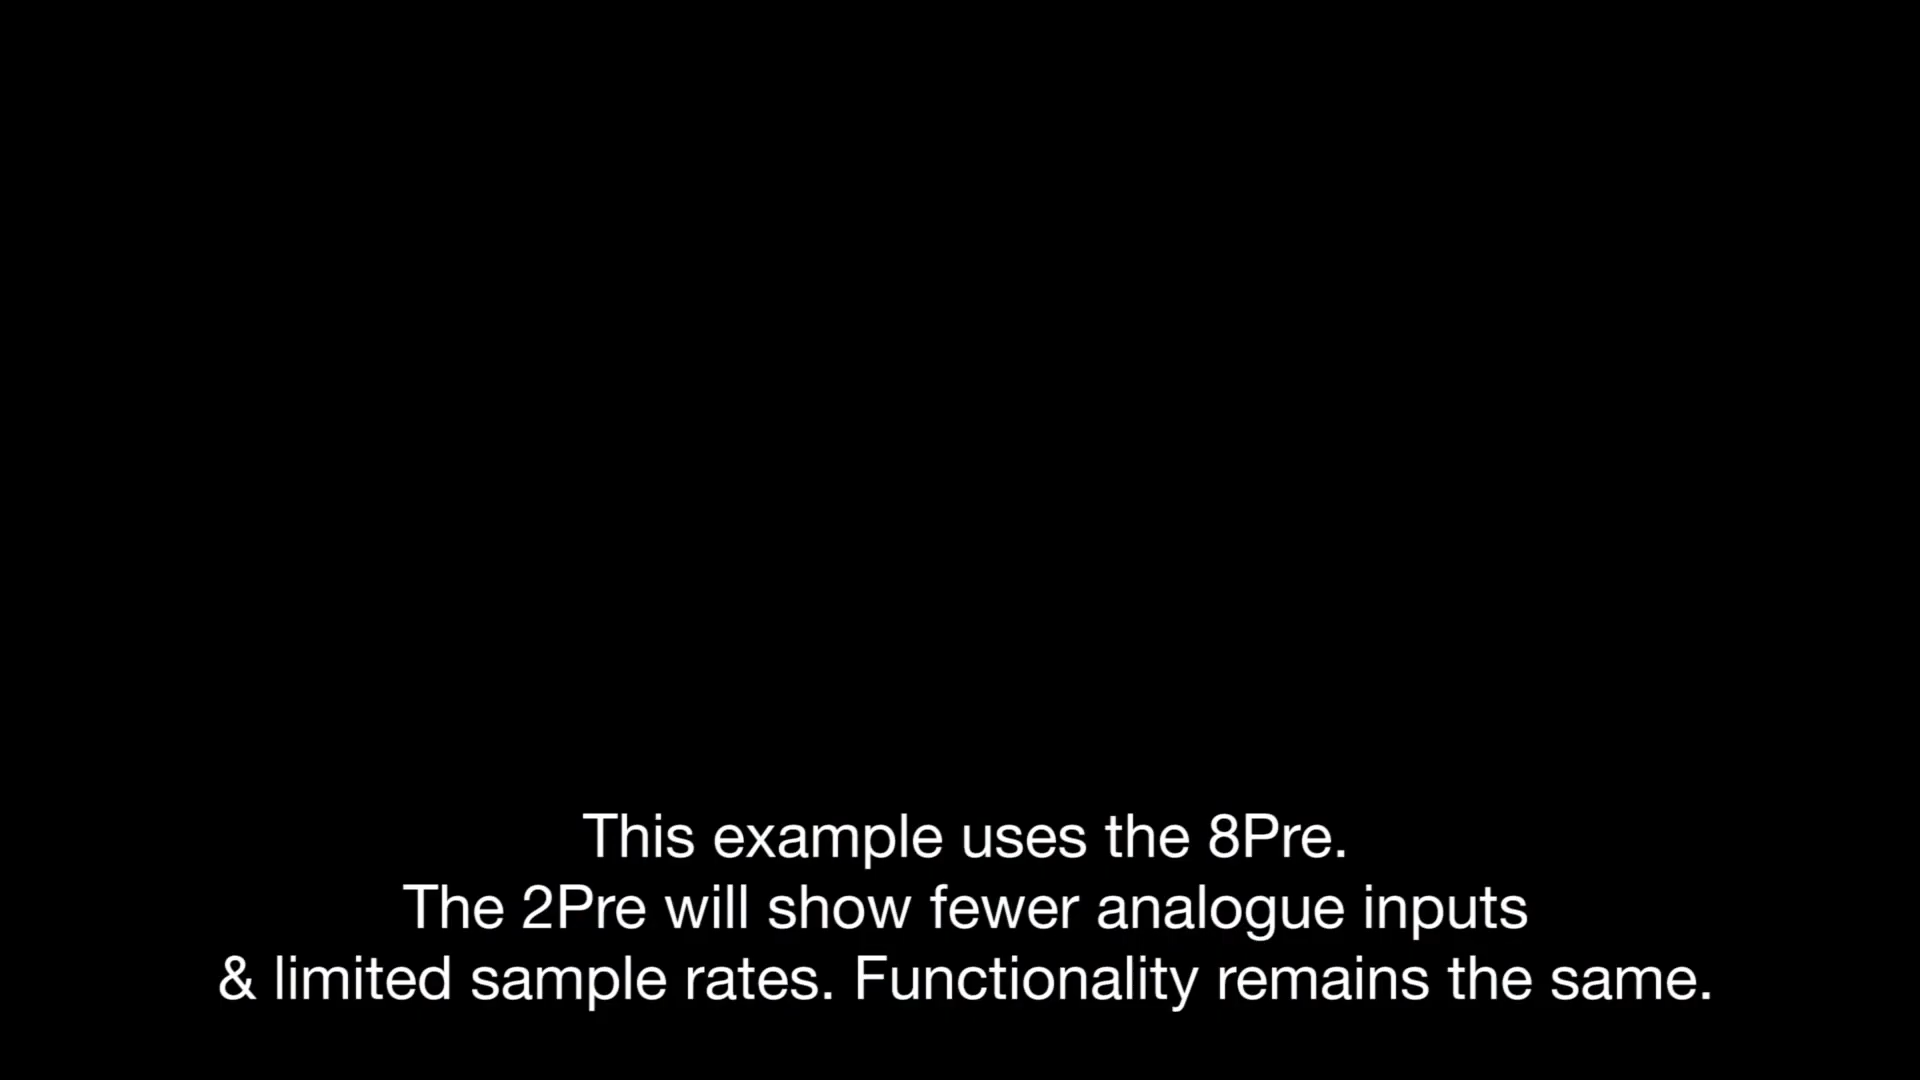 This example uses the 8Pre.
The 2Pre will show fewer analogue inputs
& limited sample rates. Functionality remains the same.